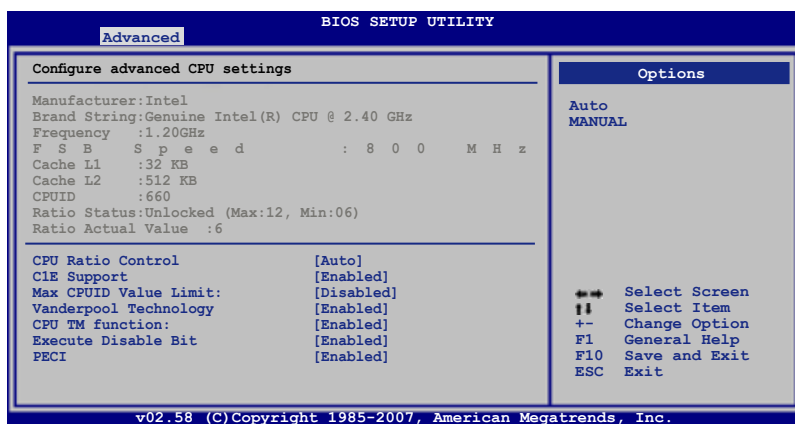 BIOS SETUP UTILITY
Advanced
Configure advanced CPU settings
Manufacturer:Intel
Brand String:Genuine Intel(R) CPU @ 2.40 GHz
Frequency :1.20GHz
F S B S p e e d : 8 0 0 M H z
Cache L1 :32 KB
Cache L2 :512 KB
CPUID :660
Ratio Status:Unlocked (Max:12, Min:06)
Ratio Actual Value :6
CPU Ratio Control [Auto]
C1E Support [Enabled]
Max CPUID Value Limit: [Disabled]
Vanderpool Technology [Enabled]
CPU TM function: [Enabled]
Execute Disable Bit [Enabled]
PECI [Enabled]
Options
Auto
MANUAL
Select Screen
Select Item
+- Change Option
F1 General Help
F10 Save and Exit
ESC Exit
v02.58 (C)Copyright 1985-2007, American Megatrends, Inc.